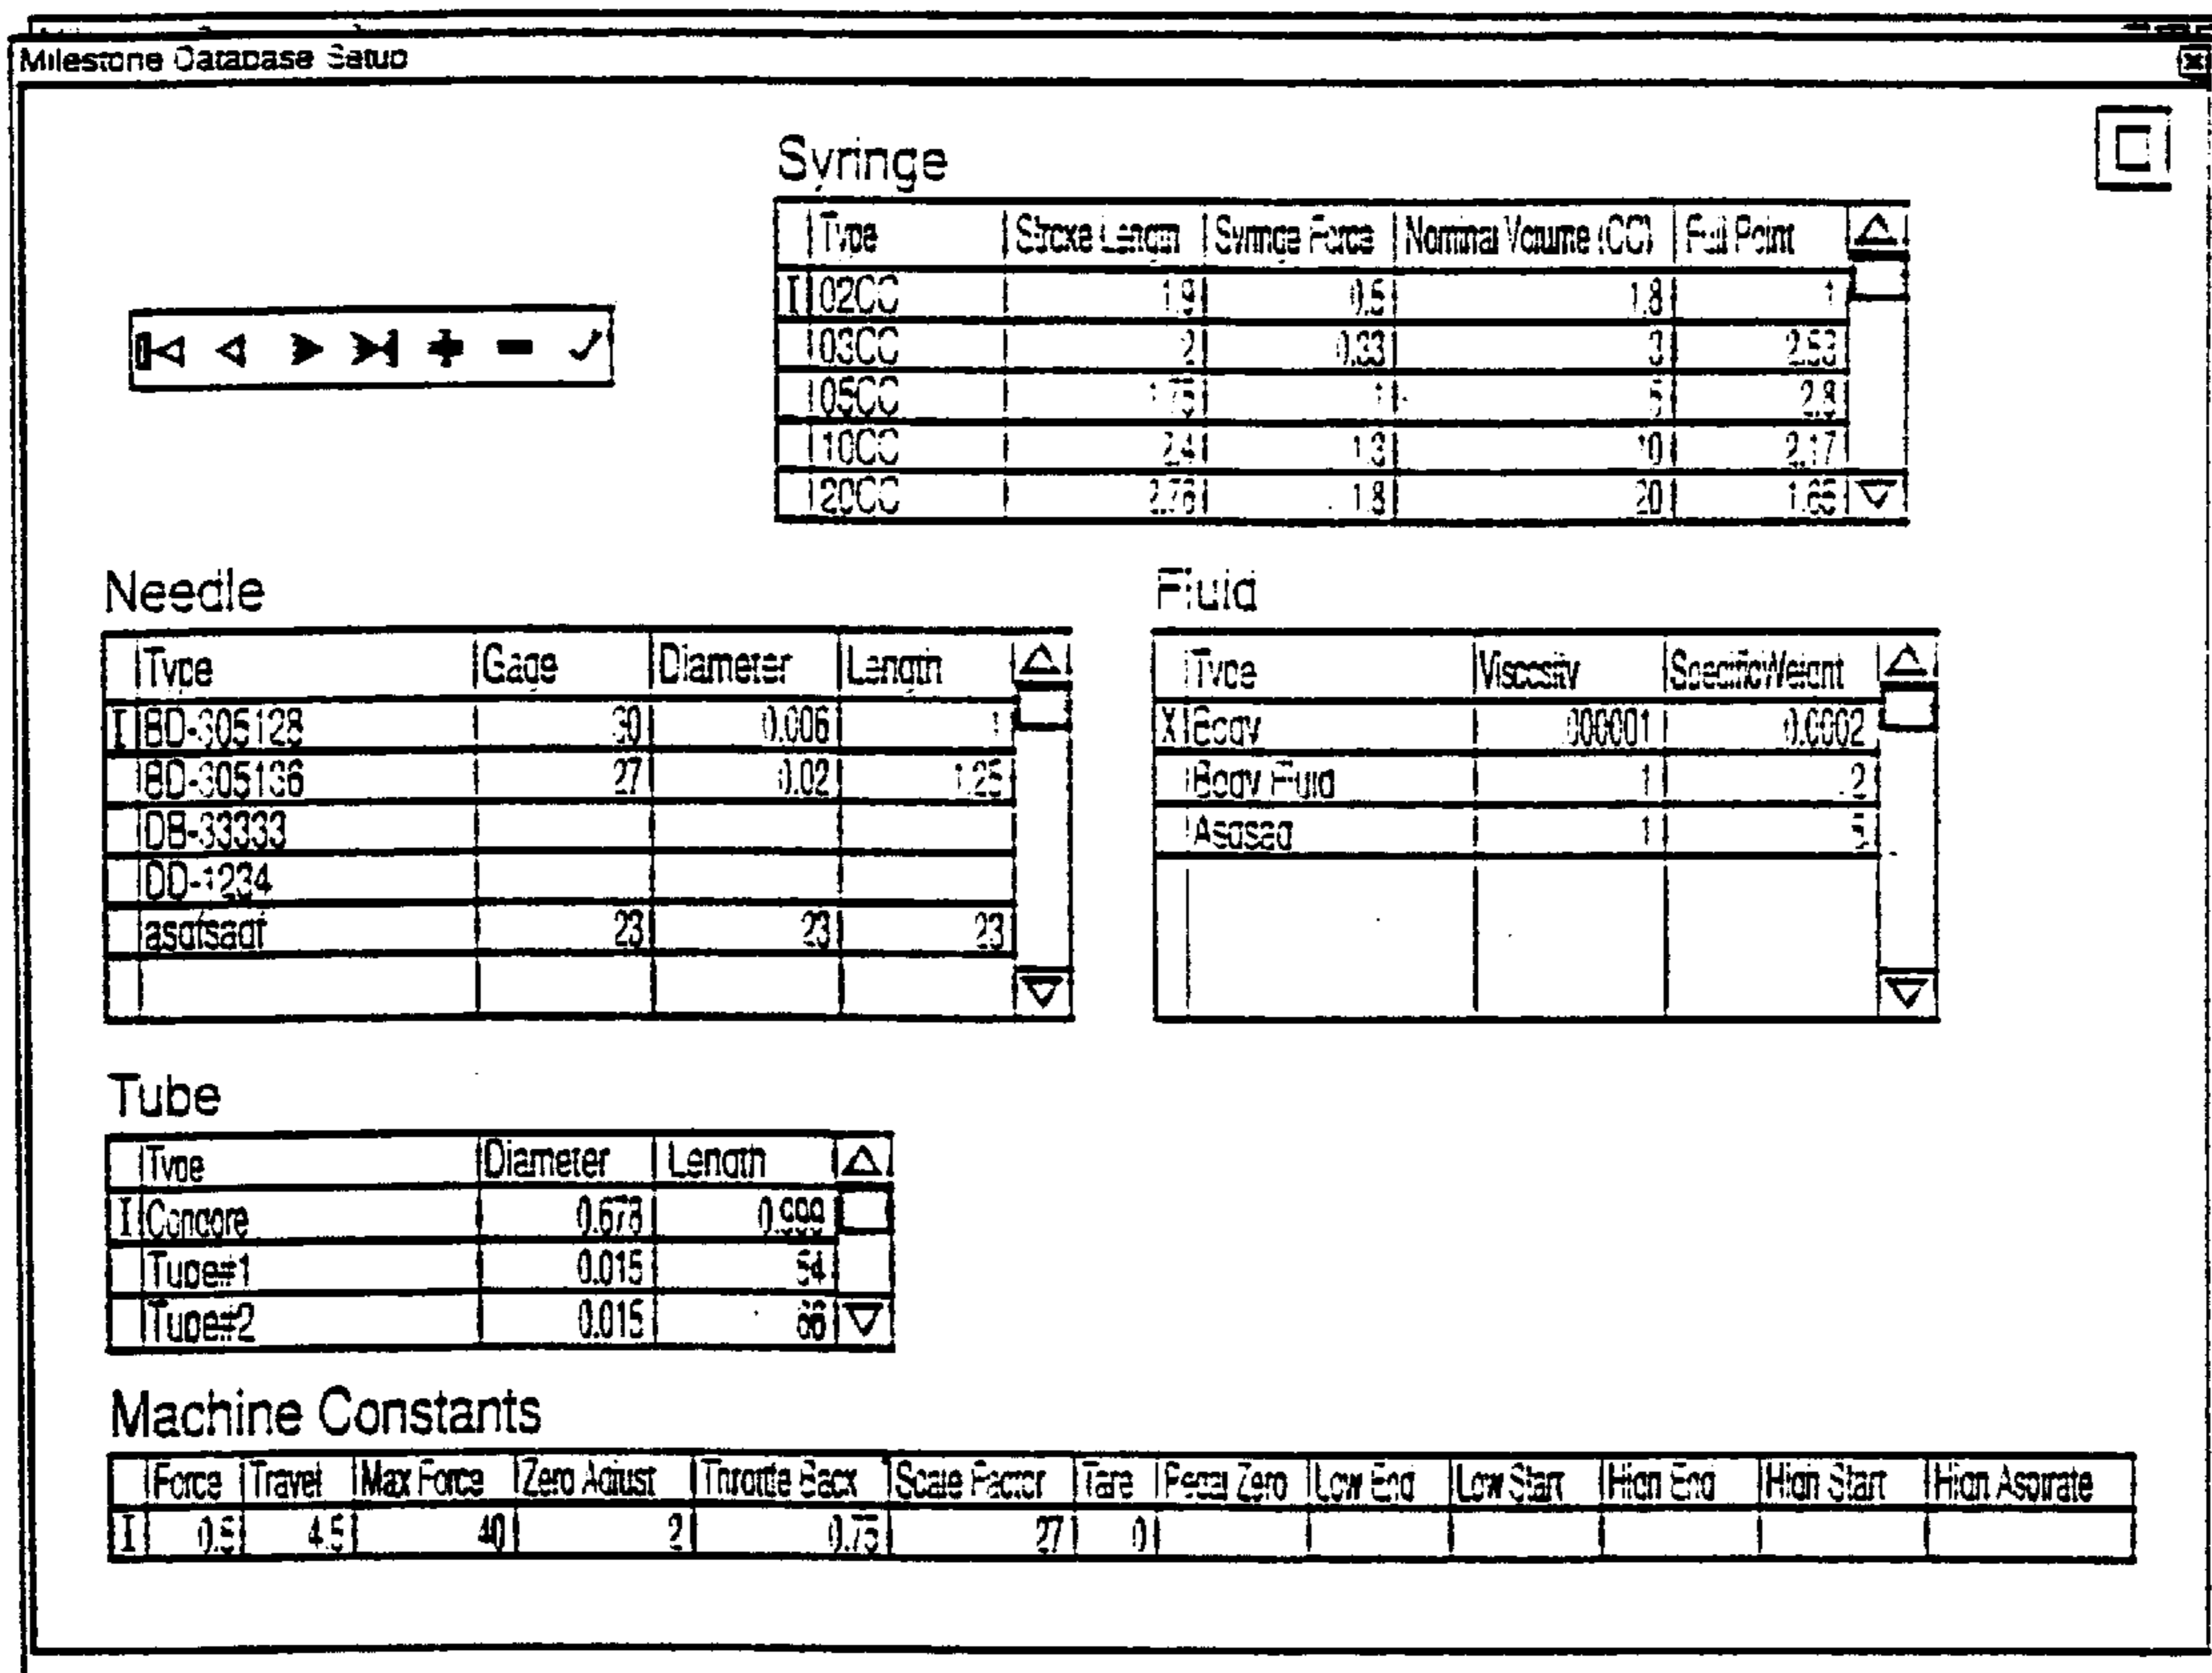 Milestone Database Setup
Syringe
Type Stroke Length Syringe Force Nominal Volume (CC) Full Point
I 02CC 1.9 0.5 1.8 1
03CC 2 0.33 3 2.53
05CC 1.75 1 5 2.8
10CC 2.4 1.3 10 2.17
20CC 2.76 1.8 20 1.65
Needle
Type Gage Diameter Length
I BD-305128 30 0.006 1
BD-305136 27 0.02 1.25
DB-33333
DD-1234
asdfsadf 23 23 23
Fluid
Type Viscosity SpecificWeight
X Body .000001 0.0002
Body Fluid 1 .2
1
Tube
Type Diameter Length
I 0.678 0.999
Tube#1 0.015
Tube#2 0.015
Machine Constants
Force Travel Max Force Zero Adjust Throttle Back Scale Factor Tare Pedal Zero Low End Low Start High End High Start High Aspirate
I 0.5 4.5 40 2 0.75 27 0